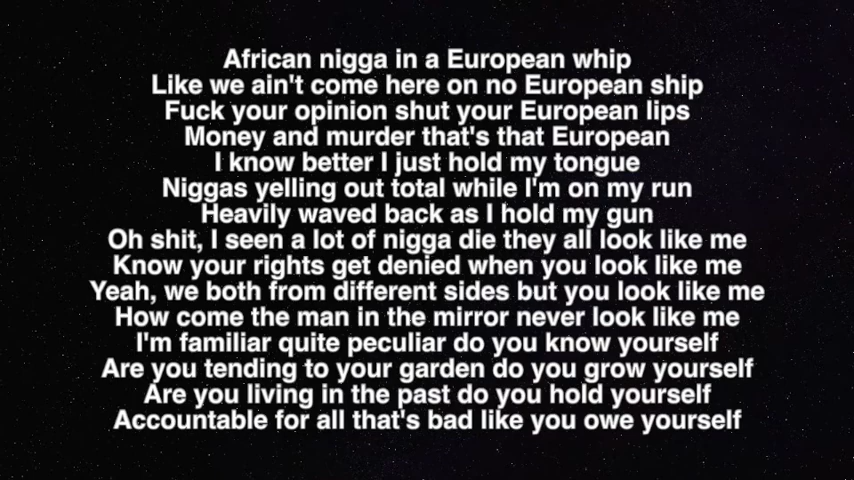 African nigga in a European whip
Like we ain't come here on no European ship
Fuck your opinion shut your European lips
Money and murder that's that European
I know better I just hold my tongue
Niggas yelling out total while I'm on my run
Heavily waved back as I hold my gun
Oh shit, I seen a lot of nigga die they all look like me
Know your rights get denied when you look like me
Yeah, we both from different sides but you look like me
How come the man in the mirror never look like me
I'm familiar quite peculiar do you know yourself
Are you tending to your garden do you grow yourself
Are you living in the past do you hold yourself
Accountable for all that's bad like you owe yourself